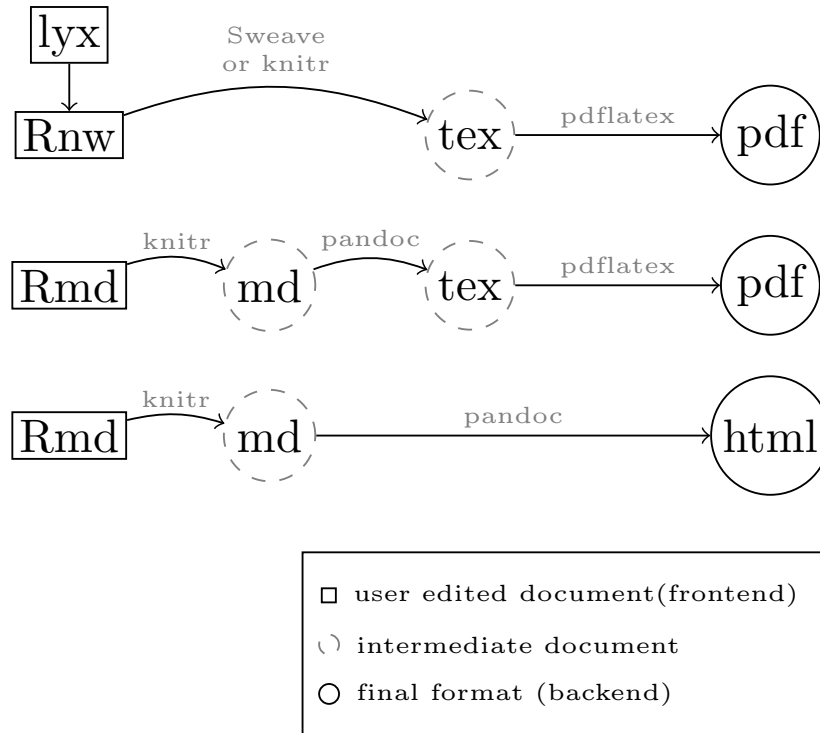 lyx
Sweave
or knitr
Rnw
tex
pdflatex
pdf
knitr
pandoc
Rmd
md
tex
pdflatex
pdf
knitr
Rmd
md
pandoc
html
user edited document(frontend)
intermediate document
final format (backend)